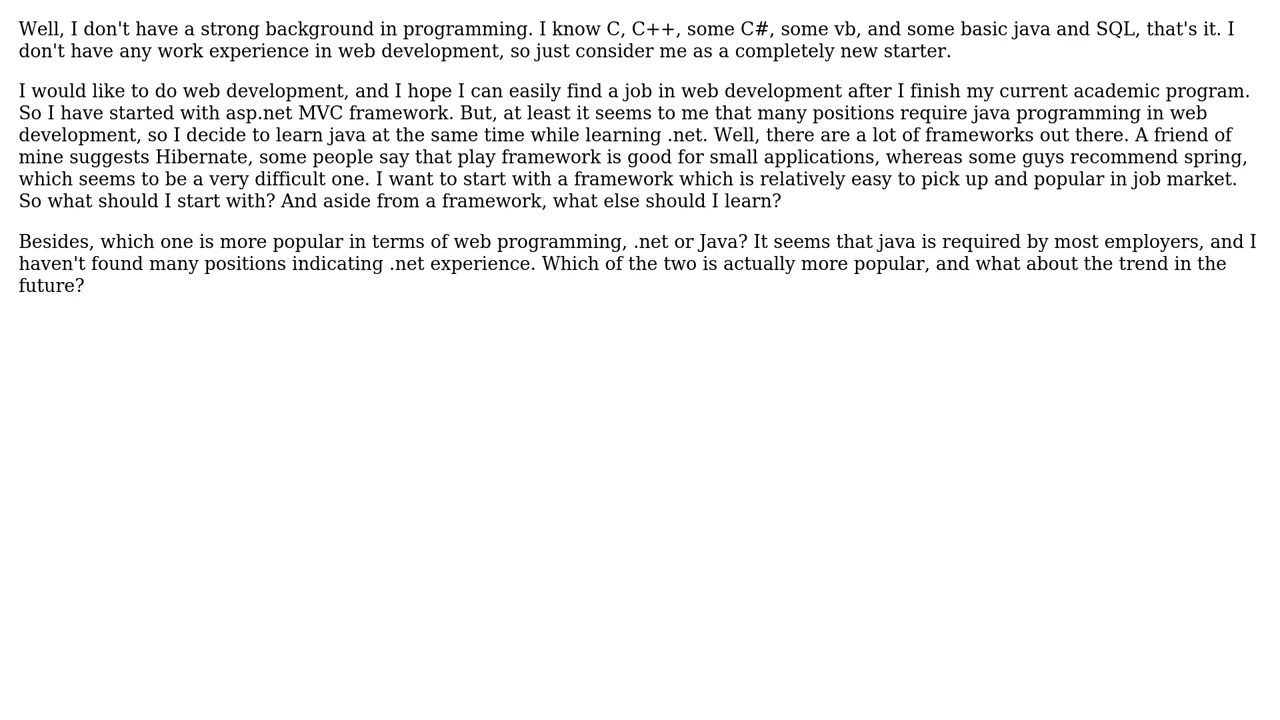 Well, I don't have a strong background in programming. I know C, C++, some C#, some vb, and some basic java and SQL, that's it. I
don't have any work experience in web development, so just consider me as a completely new starter.
I would like to do web development, and I hope I can easily find a job in web development after I finish my current academic program.
So I have started with asp.net MVC framework. But, at least it seems to me that many positions require java programming in web
development, so I decide to learn java at the same time while learning .net. Well, there are a lot of frameworks out there. A friend of
mine suggests Hibernate, some people say that play framework is good for small applications, whereas some guys recommend spring,
which seems to be a very difficult one. I want to start with a framework which is relatively easy to pick up and popular in job market.
So what should I start with? And aside from a framework, what else should I learn?
Besides, which one is more popular in terms of web programming, .net or Java? It seems that java is required by most employers, and I
haven't found many positions indicating .net experience. Which of the two is actually more popular, and what about the trend in the
future?